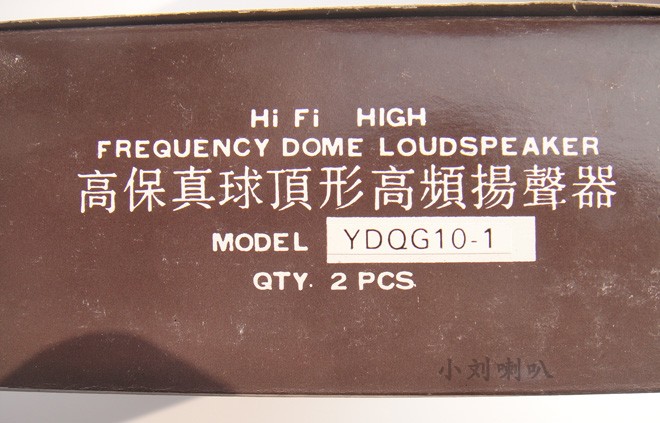 Hi Fi HIGH
FREQUENCY DOME LOUDSPEAKER
高保真球頂形高頻揚聲器
MODEL YDQG10-1
QTY. 2 PCS
小刘喇叭